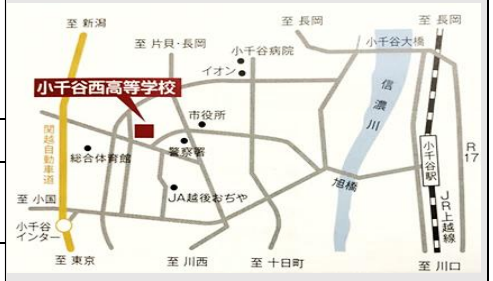 至 新潟
至 長岡
至 長岡
至 片貝・長岡
小千谷病院
小千谷大橋
イオン
小千谷西高等学校
信濃川
市役所
関越自動車道
総合体育館
警察署
小千谷駅
R17
旭橋
JA越後おぢや
JR上越線
至 小国
小千谷
インター
至 東京
至 川西
至 十日町
至 川口